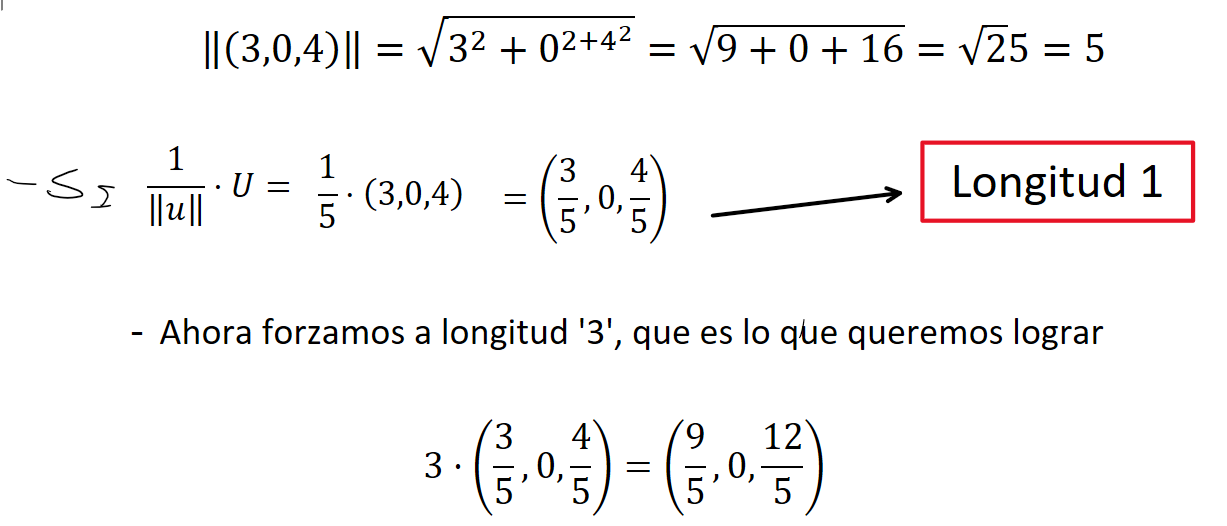 ‖(3,0,4)‖ = √(3² + 0^(2+4²)) = √(9 + 0 + 16) = √25 = 5
1/‖u‖ · U = 1/5 · (3,0,4) = (3/5, 0, 4/5) Longitud 1
- Ahora forzamos a longitud '3', que es lo que queremos lograr
3 · (3/5, 0, 4/5) = (9/5, 0, 12/5)